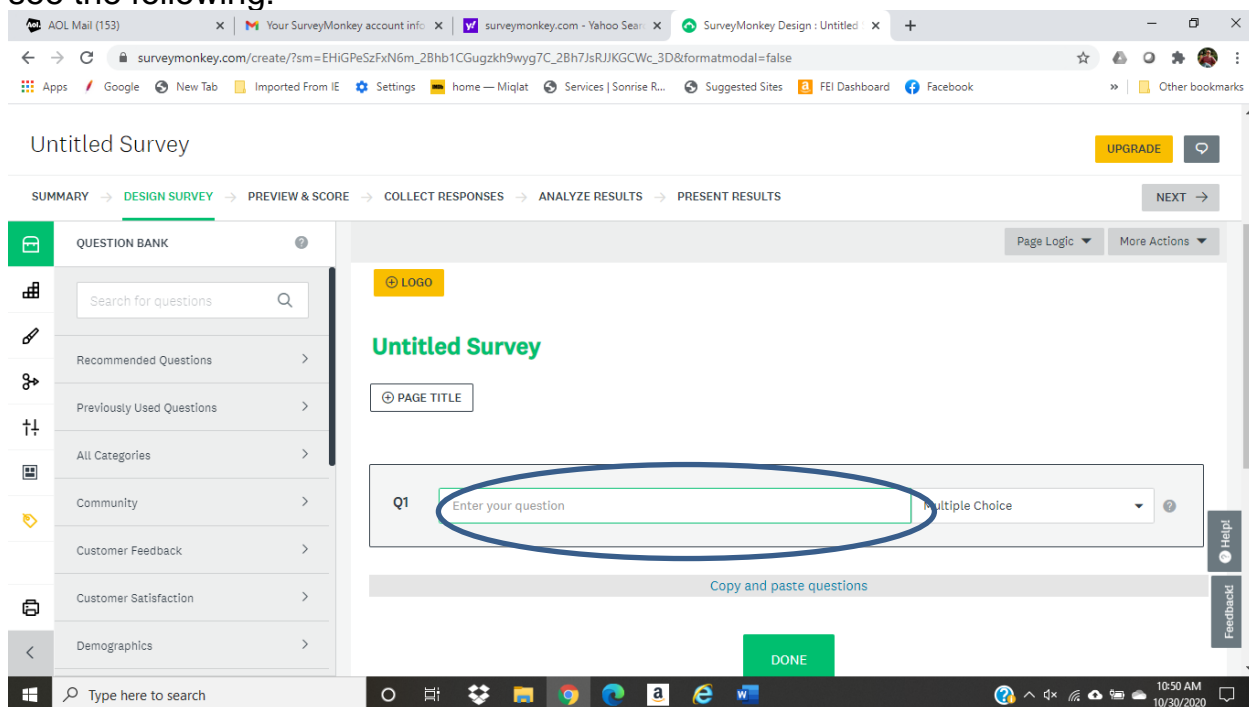 see the following:
AOL Mail (153)
Your SurveyMonkey account info
surveymonkey.com - Yahoo Sear
SurveyMonkey Design : Untitled
surveymonkey.com/create/?sm=EHiGPeSzFxN6m_2Bhb1CGugzkh9wyg7C_2Bh7JsRJJKGCWc_3D&formatmodal=false
Apps Google New Tab Imported From IE Settings home — Miqlat Services | Sonrise R... Suggested Sites FEI Dashboard Facebook » Other bookmarks
Untitled Survey
UPGRADE
SUMMARY → DESIGN SURVEY → PREVIEW & SCORE → COLLECT RESPONSES → ANALYZE RESULTS → PRESENT RESULTS
NEXT →
QUESTION BANK
Page Logic
More Actions
Search for questions
LOGO
Untitled Survey
Recommended Questions
PAGE TITLE
Previously Used Questions
All Categories
Community
Q1
Enter your question
Multiple Choice
Help!
Customer Feedback
Copy and paste questions
Customer Satisfaction
Feedback!
Demographics
DONE
Type here to search
10:50 AM
10/30/2020